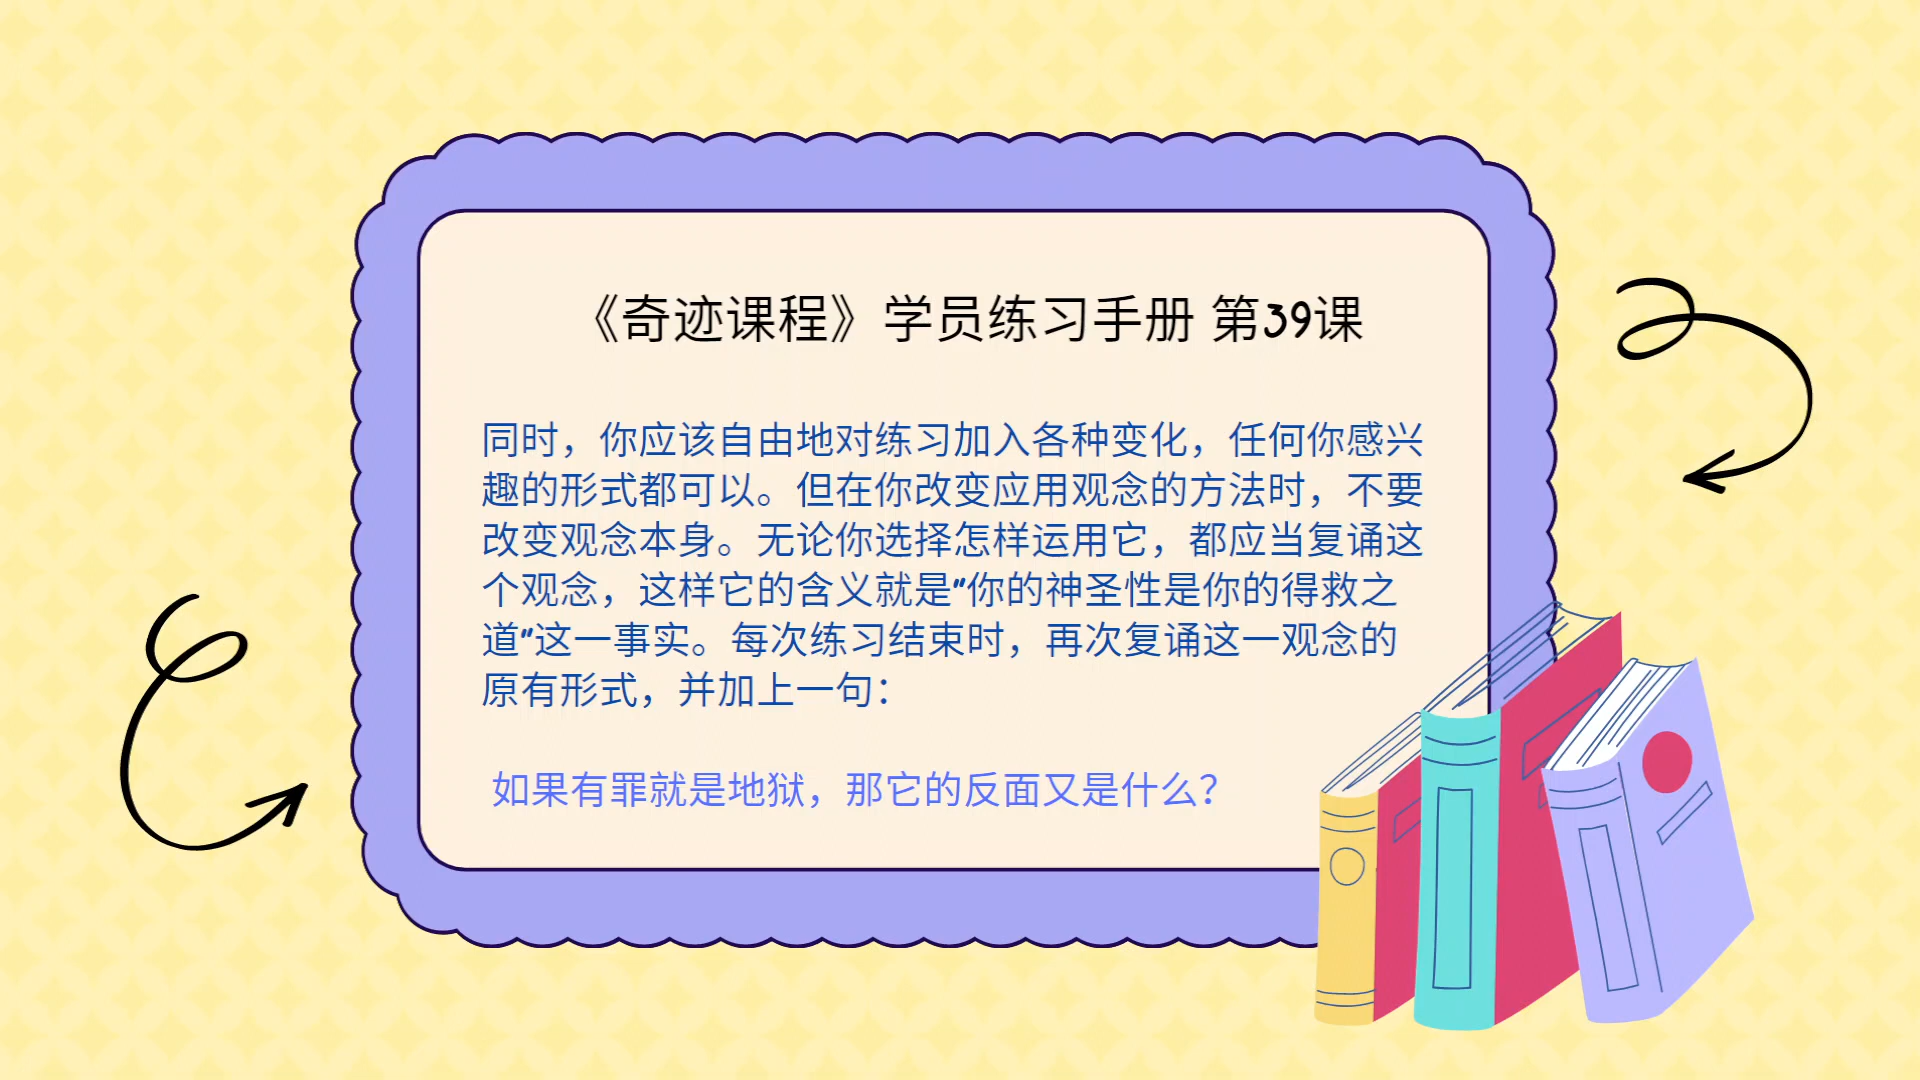 《奇迹课程》学员练习手册 第39课
同时，你应该自由地对练习加入各种变化，任何你感兴
趣的形式都可以。但在你改变应用观念的方法时，不要
改变观念本身。无论你选择怎样运用它，都应当复诵这
个观念，这样它的含义就是"你的神圣性是你的得救之
道"这一事实。每次练习结束时，再次复诵这一观念的
原有形式，并加上一句：
如果有罪就是地狱，那它的反面又是什么？